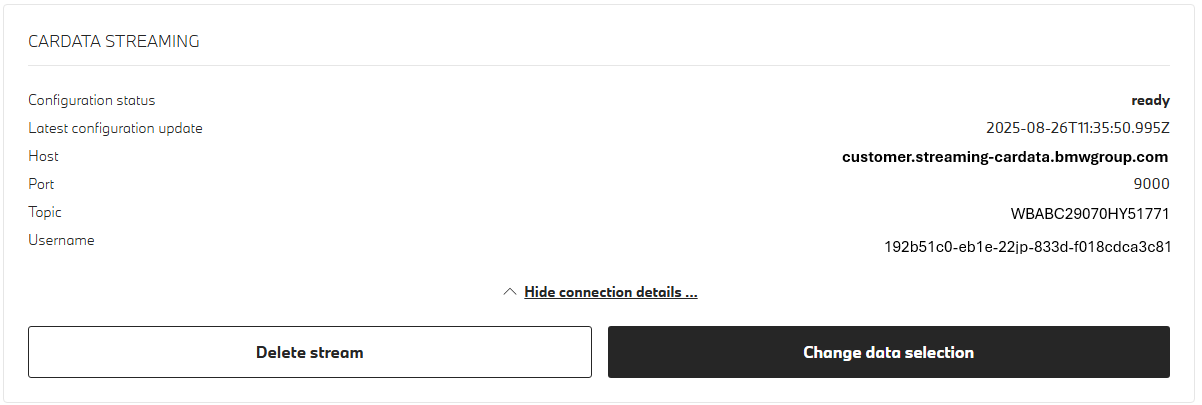 CARDATA STREAMING
Configuration status ready
Latest configuration update 2025-08-26T11:35:50.995Z
Host customer.streaming-cardata.bmwgroup.com
Port 9000
Topic WBABC29070HY51771
Username 192b51c0-eb1e-22jp-833d-f018cdca3c81
Hide connection details ...
Delete stream Change data selection